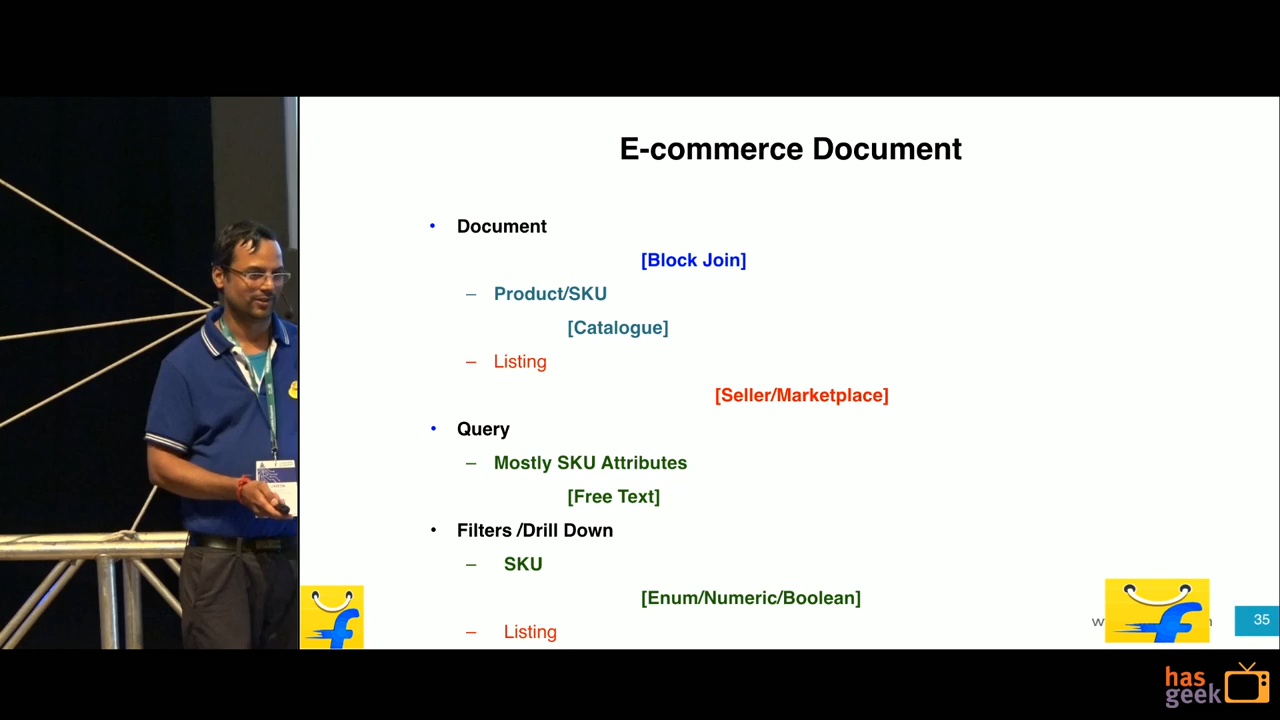 E-commerce Document
• Document
[Block Join]
– Product/SKU
[Catalogue]
– Listing
[Seller/Marketplace]
• Query
– Mostly SKU Attributes
[Free Text]
• Filters /Drill Down
– SKU
[Enum/Numeric/Boolean]
– Listing
35
has
geek